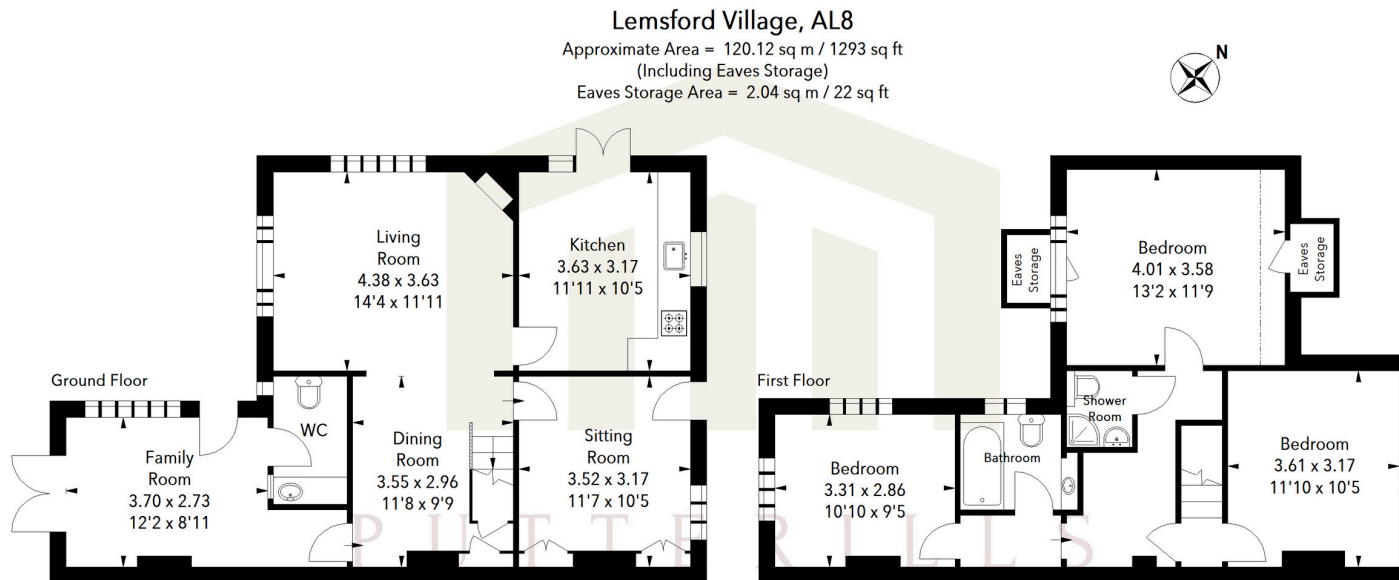 Lemsford Village, AL8
Approximate Area = 120.12 sq m / 1293 sq ft
(Including Eaves Storage)
Eaves Storage Area = 2.04 sq m / 22 sq ft
N
Ground Floor
Living
Room
4.38 x 3.63
14'4 x 11'11
Kitchen
3.63 x 3.17
11'11 x 10'5
WC
Family
Room
3.70 x 2.73
12'2 x 8'11
Dining
Room
3.55 x 2.96
11'8 x 9'9
Sitting
Room
3.52 x 3.17
11'7 x 10'5
First Floor
Eaves
Storage
Bedroom
4.01 x 3.58
13'2 x 11'9
Eaves
Storage
Shower
Room
Bathroom
Bedroom
3.31 x 2.86
10'10 x 9'5
Bedroom
3.61 x 3.17
11'10 x 10'5
PUTTERILLS